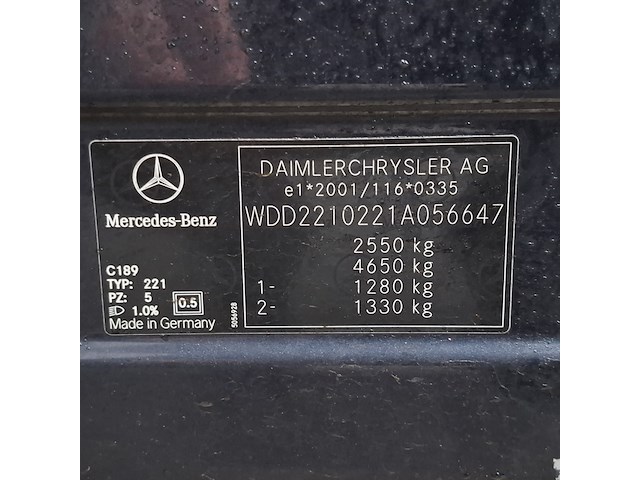 Mercedes-Benz
C189
TYP: 221
PZ: 5
1.0% 0.5
Made in Germany
5056928
DAIMLERCHRYSLER AG
e1*2001/116*0335
WDD2210221A056647
2550 kg
4650 kg
1- 1280 kg
2- 1330 kg